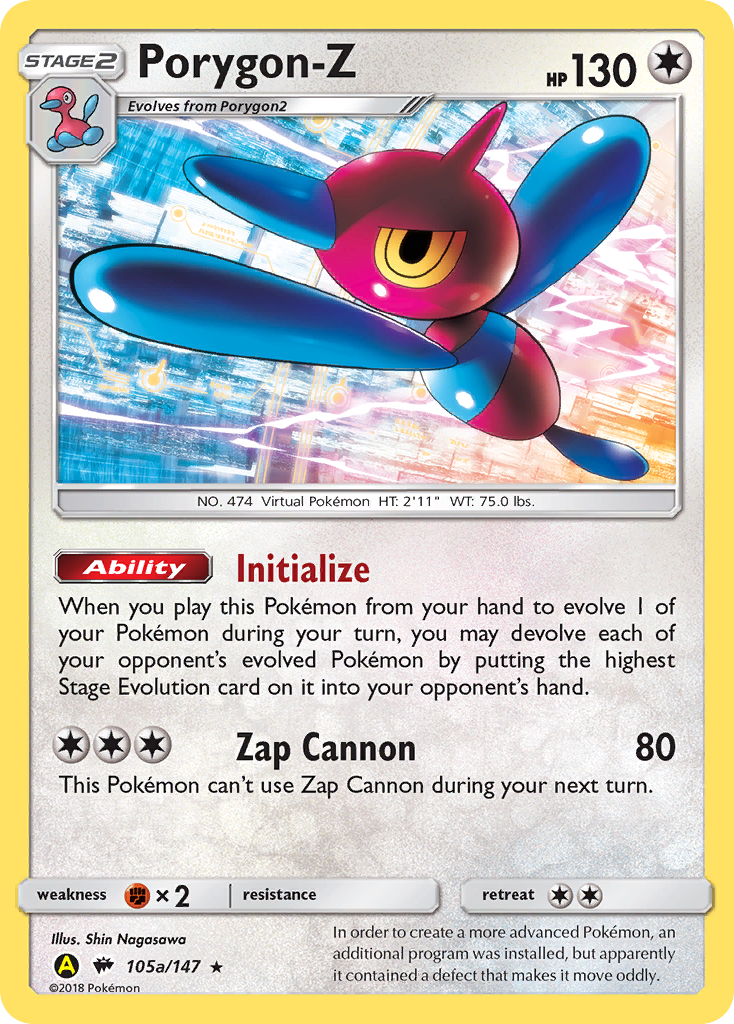 STAGE2
Porygon-Z
HP 130
Evolves from Porygon2
NO. 474 Virtual Pokémon HT: 2'11" WT: 75.0 lbs.
Ability Initialize
When you play this Pokémon from your hand to evolve 1 of
your Pokémon during your turn, you may devolve each of
your opponent's evolved Pokémon by putting the highest
Stage Evolution card on it into your opponent's hand.
Zap Cannon 80
This Pokémon can't use Zap Cannon during your next turn.
weakness × 2 resistance retreat
Illus. Shin Nagasawa
A 105a/147 ★
©2018 Pokémon
In order to create a more advanced Pokémon, an
additional program was installed, but apparently
it contained a defect that makes it move oddly.